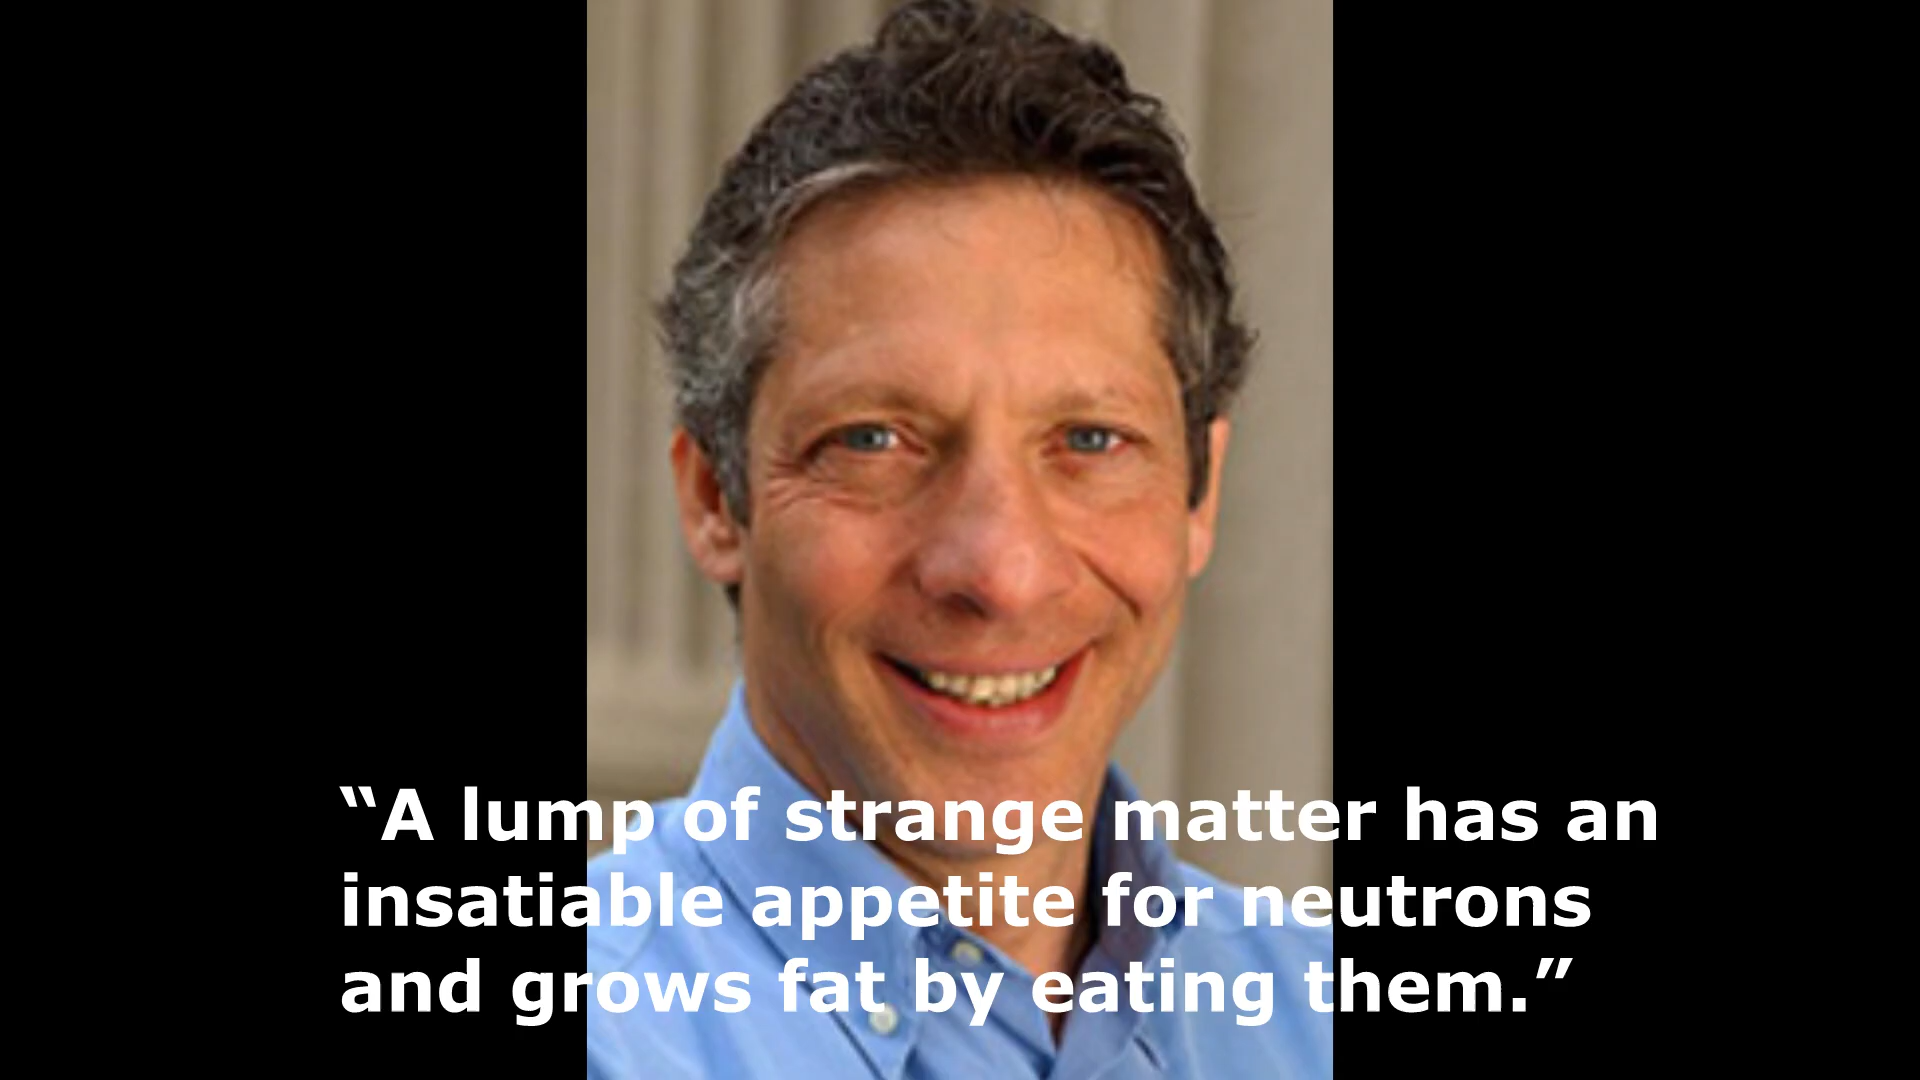 “A lump of strange matter has an
insatiable appetite for neutrons
and grows fat by eating them.”